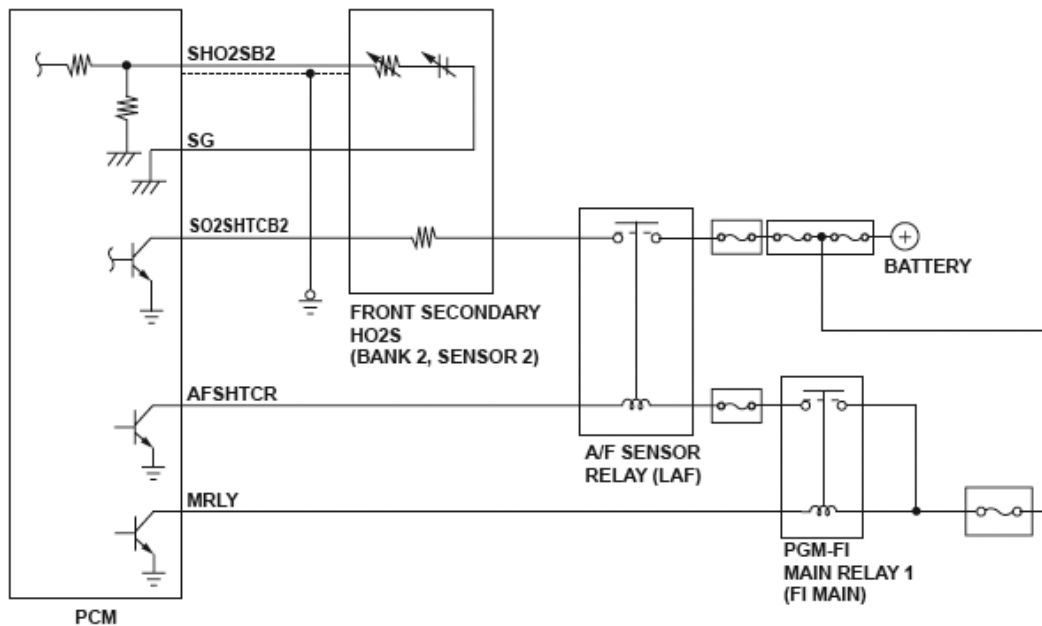 SHO2SB2
SG
SO2SHTCB2
BATTERY
FRONT SECONDARY
HO2S
(BANK 2, SENSOR 2)
AFSHTCR
A/F SENSOR
RELAY (LAF)
MRLY
PGM-FI
MAIN RELAY 1
(FI MAIN)
PCM